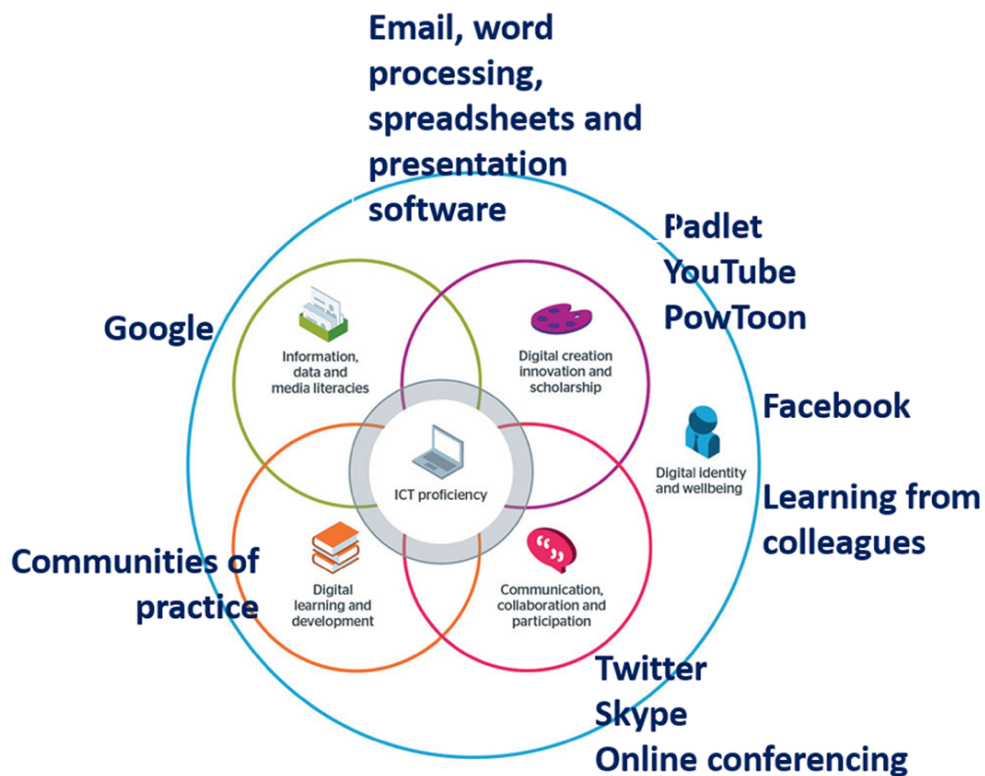 Email, word
processing,
spreadsheets and
presentation
software
Padlet
YouTube
PowToon
Google
Information,
data and
media literacies
Digital creation
innovation and
scholarship
Facebook
Digital identity
and wellbeing
ICT proficiency
Learning from
colleagues
Communities of
practice
Digital
learning and
development
Communication,
collaboration and
participation
Twitter
Skype
Online conferencing